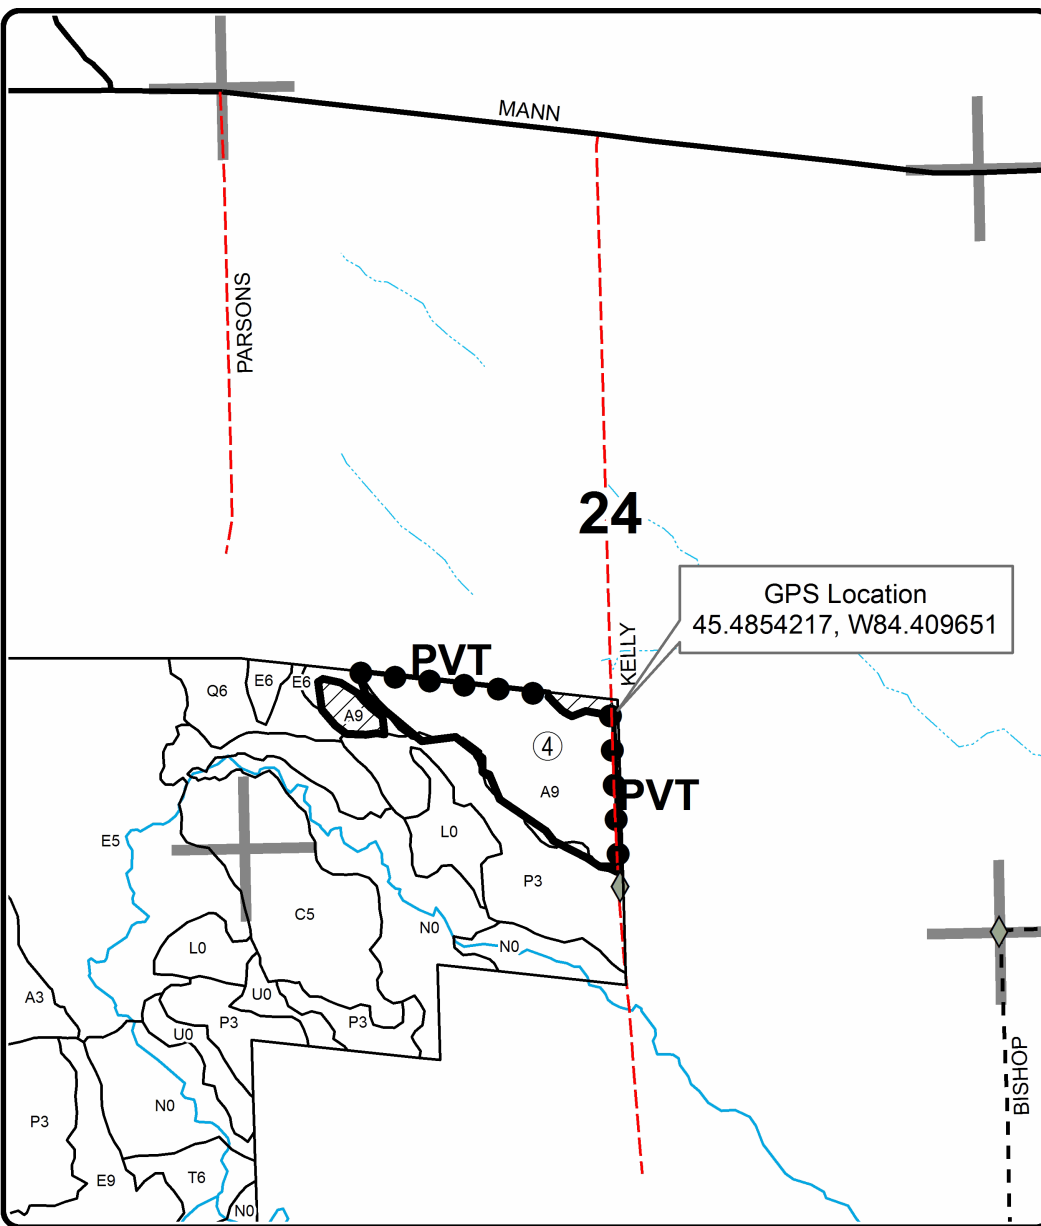 MANN
PARSONS
24
GPS Location
45.4854217, W84.409651
KELLY
PVT
Q6
E6
E6
A9
4
A9
PVT
E5
L0
P3
C5
N0
N0
L0
A3
U0
P3
P3
U0
BISHOP
N0
P3
E9
T6
N0